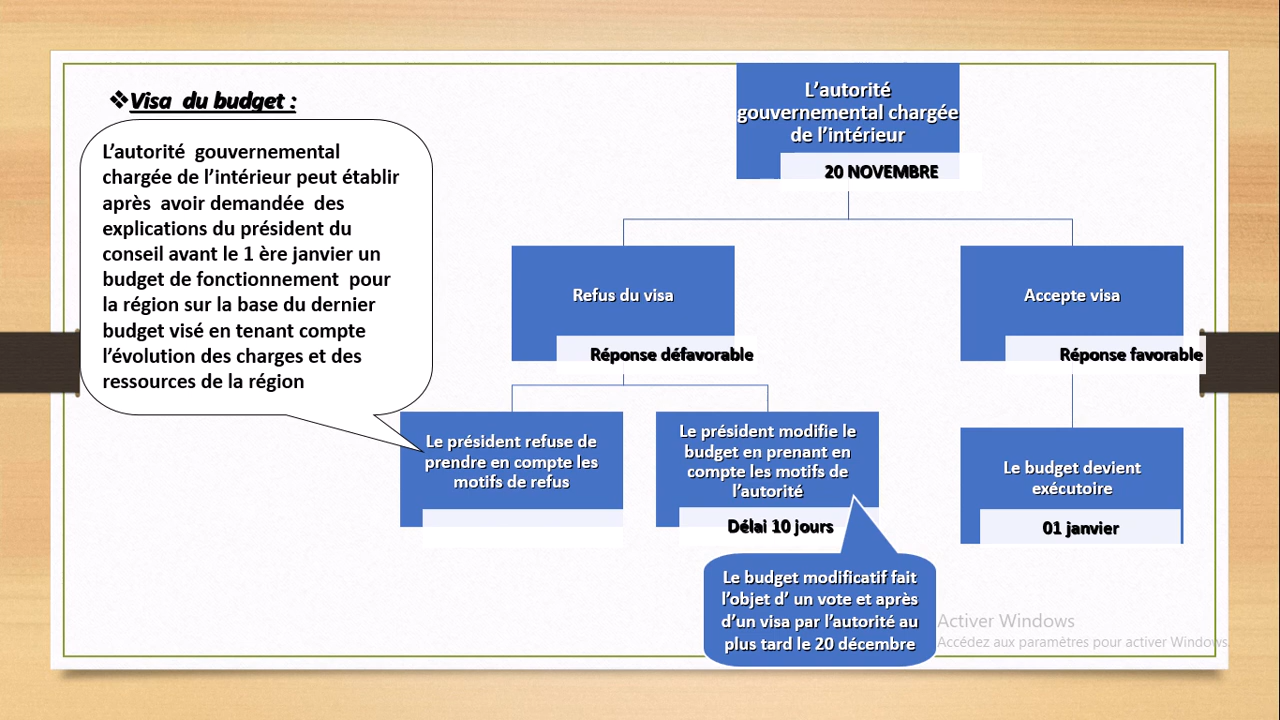 ❖Visa du budget :
L'autorité gouvernemental
chargée de l'intérieur peut établir
après avoir demandée des
explications du président du
conseil avant le 1 ère janvier un
budget de fonctionnement pour
la région sur la base du dernier
budget visé en tenant compte
l'évolution des charges et des
ressources de la région
L'autorité
gouvernemental chargée
de l'intérieur
20 NOVEMBRE
Refus du visa
Réponse défavorable
Accepte visa
Réponse favorable
Le président refuse de
prendre en compte les
motifs de refus
Le président modifie le
budget en prenant en
compte les motifs de
l'autorité
Délai 10 jours
Le budget devient
exécutoire
01 janvier
Le budget modificatif fait
l'objet d' un vote et après
d'un visa par l'autorité au
plus tard le 20 décembre
Activer Windows
Accédez aux paramètres pour activer Windows.